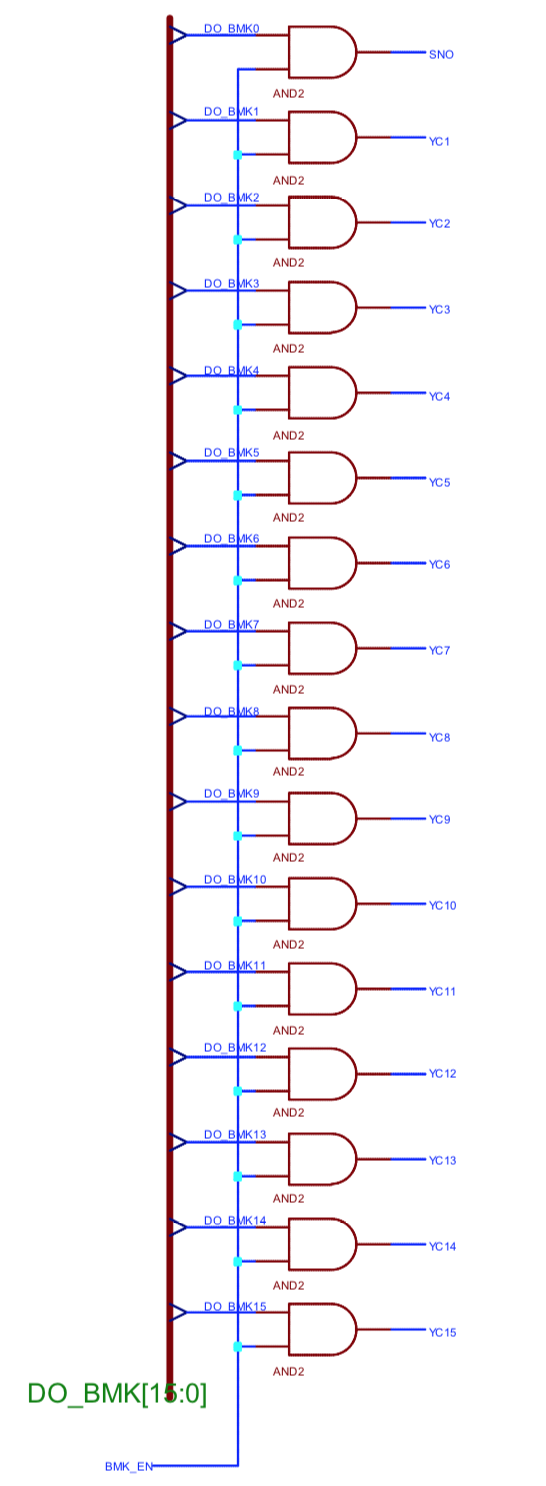 DO_BMK0
SNO
AND2
DO_BMK1
YC1
AND2
DO_BMK2
YC2
AND2
DO_BMK3
YC3
AND2
DO_BMK4
YC4
AND2
DO_BMK5
YC5
AND2
DO_BMK6
YC6
AND2
DO_BMK7
YC7
AND2
DO_BMK8
YC8
AND2
DO_BMK9
YC9
AND2
DO_BMK10
YC10
AND2
DO_BMK11
YC11
AND2
DO_BMK12
YC12
AND2
DO_BMK13
YC13
AND2
DO_BMK14
YC14
AND2
DO_BMK15
YC15
AND2
DO_BMK[15:0]
BMK_EN